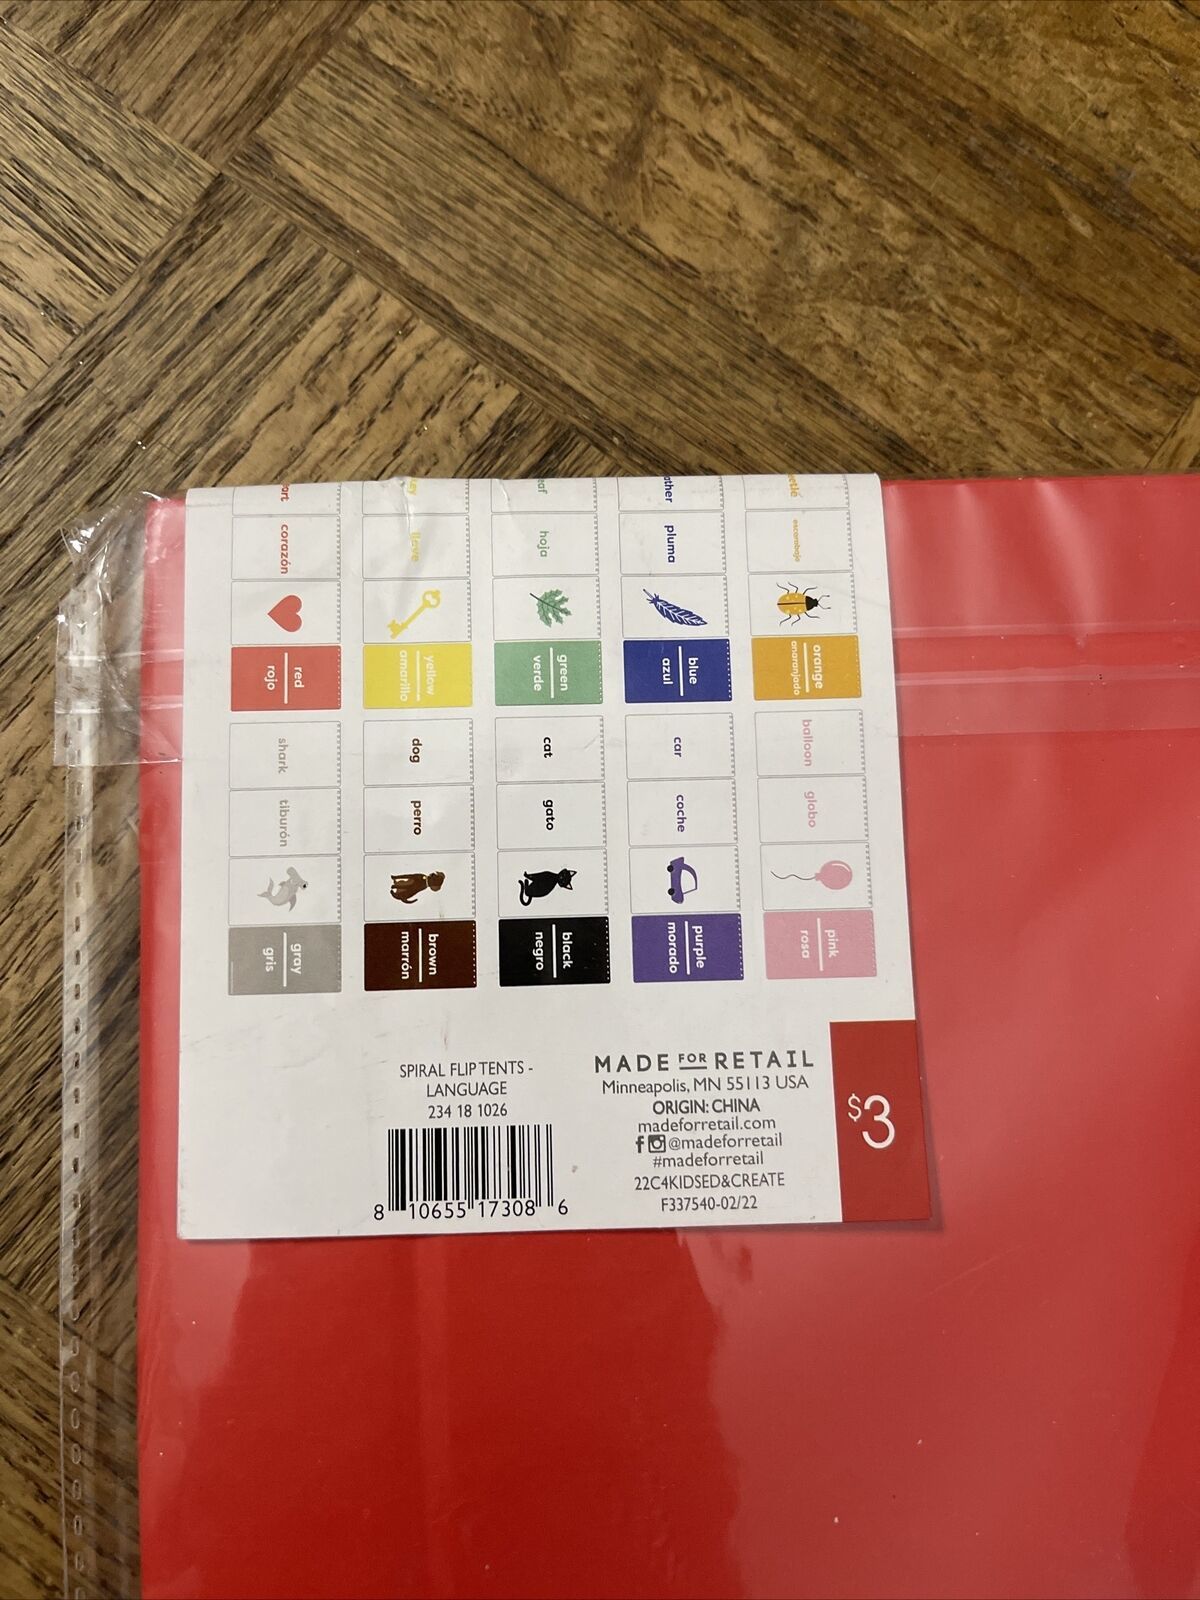 eaf
ather
corazón
llave
hoja
pluma
red
rojo
yellow
amarillo
green
verde
blue
azul
orange
anaranjado
shark
dog
cat
car
balloon
tiburón
perro
gato
coche
globo
gray
gris
brown
marrón
black
negro
purple
morado
pink
rosa
SPIRAL FLIP TENTS -
LANGUAGE
234 18 1026
8 10655 17308 6
MADE FOR RETAIL
Minneapolis, MN 55113 USA
ORIGIN: CHINA
madeforretail.com
@madeforretail
#madeforretail
22C4KIDSED&CREATE
F337540-02/22
$3